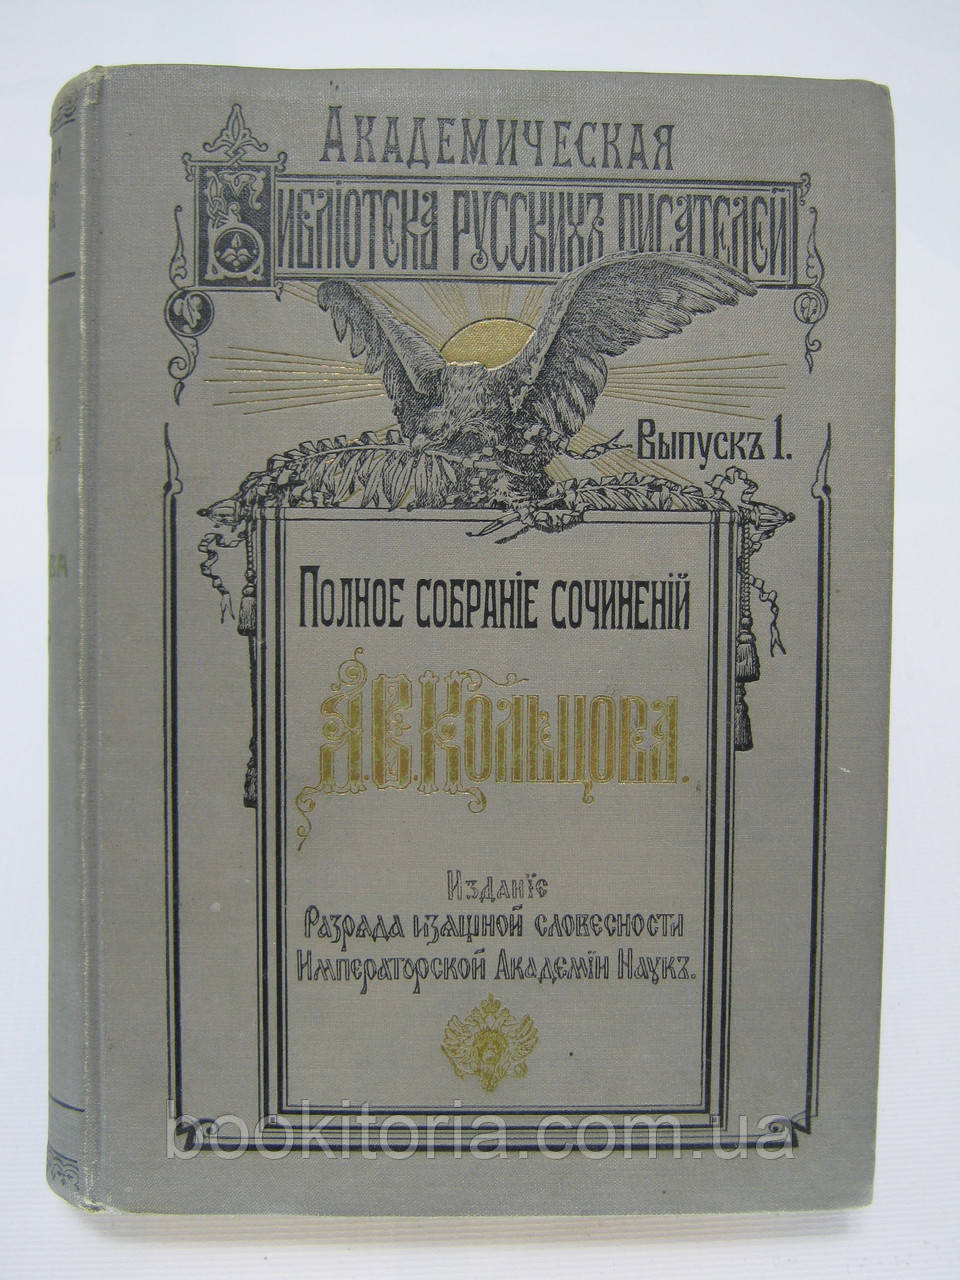 Академическая
Библіотека русскихъ писателей
Выпускъ 1.
Полное собраніе сочиненій
А.В.Кольцова.
Изданіе
Разряда изящной словесности
Императорской Академіи Наукъ.
bookitoria.com.ua